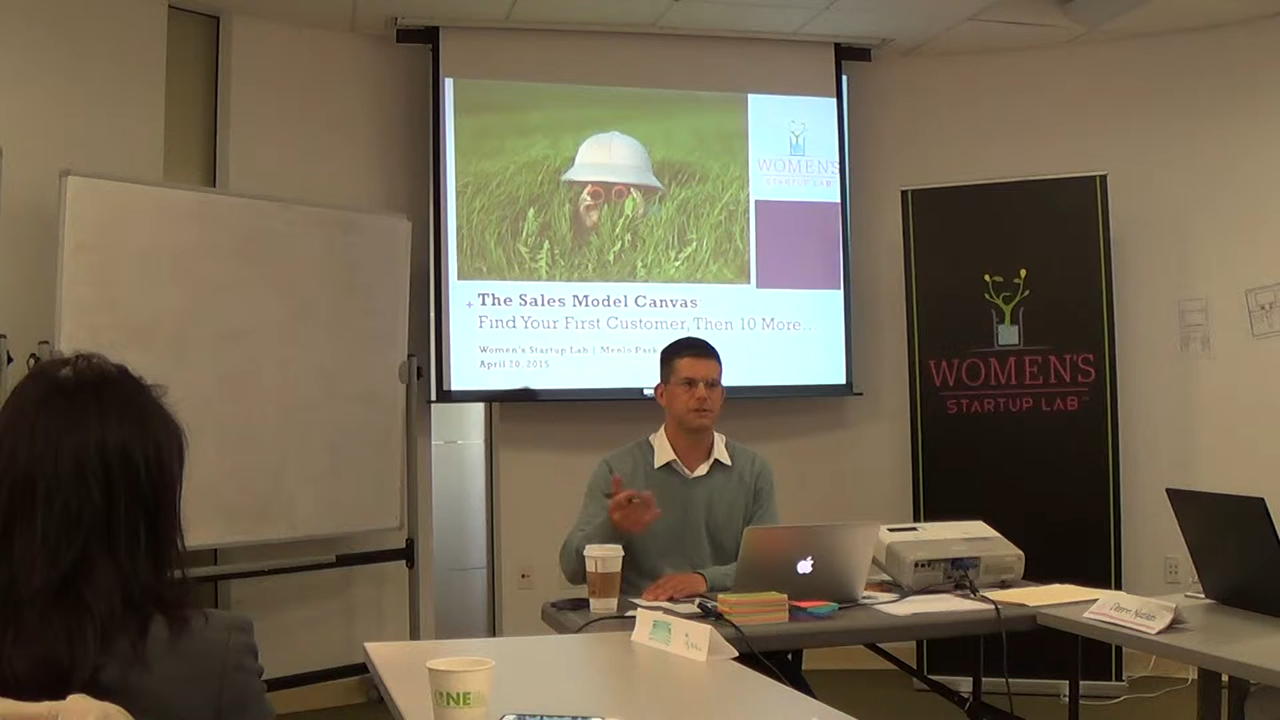 WOMEN'S
STARTUP LAB
The Sales Model Canvas
Find Your First Customer, Then 10 More...
Women's Startup Lab | Menlo Park
April 20, 2015
WOMEN'S
STARTUP LAB
ONE